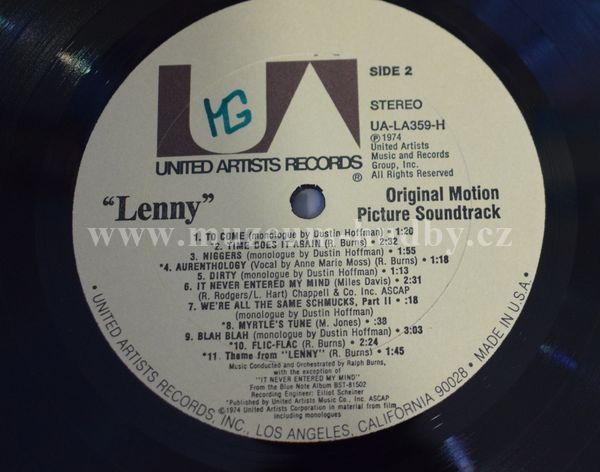 UA
MG
UNITED ARTISTS RECORDS ®
SIDE 2
STEREO
UA-LA359-H
℗ 1974
United Artists
Music and Records
Group, Inc.
All Rights Reserved
"Lenny"
Original Motion
Picture Soundtrack
1. TO COME (monologue by Dustin Hoffman) • 1:20
*2. TIME DOES IT AGAIN (R. Burns) • 2:32
3. NIGGERS (monologue by Dustin Hoffman) • 1:55
*4. AURENTHOLOGY (Vocal by Anne Marie Moss) (R. Burns) • 1:18
5. DIRTY (monologue by Dustin Hoffman) • 1:13
6. IT NEVER ENTERED MY MIND (Miles Davis) • 2:31
(R. Rodgers/L. Hart) Chappell & Co. Inc. ASCAP
7. WE'RE ALL THE SAME SCHMUCKS, Part II • :18
(monologue by Dustin Hoffman)
*8. MYRTLE'S TUNE (M. Jones) • :38
9. BLAH BLAH (monologue by Dustin Hoffman) • 3:03
*10. FLIC-FLAC (R. Burns) • 2:24
*11. Theme from "LENNY" (R. Burns) • 1:45
Music Conducted and Orchestrated by Ralph Burns,
with the exception of
"IT NEVER ENTERED MY MIND"
From the Blue Note Album BST-81502
Recording Engineer: Elliot Scheiner
*Published by United Artists Music Co., Inc. ASCAP
©1974 United Artists Corporation in material from film
including monologues
• UNITED ARTISTS RECORDS, INC., LOS ANGELES, CALIFORNIA 90028 • MADE IN U.S.A. •